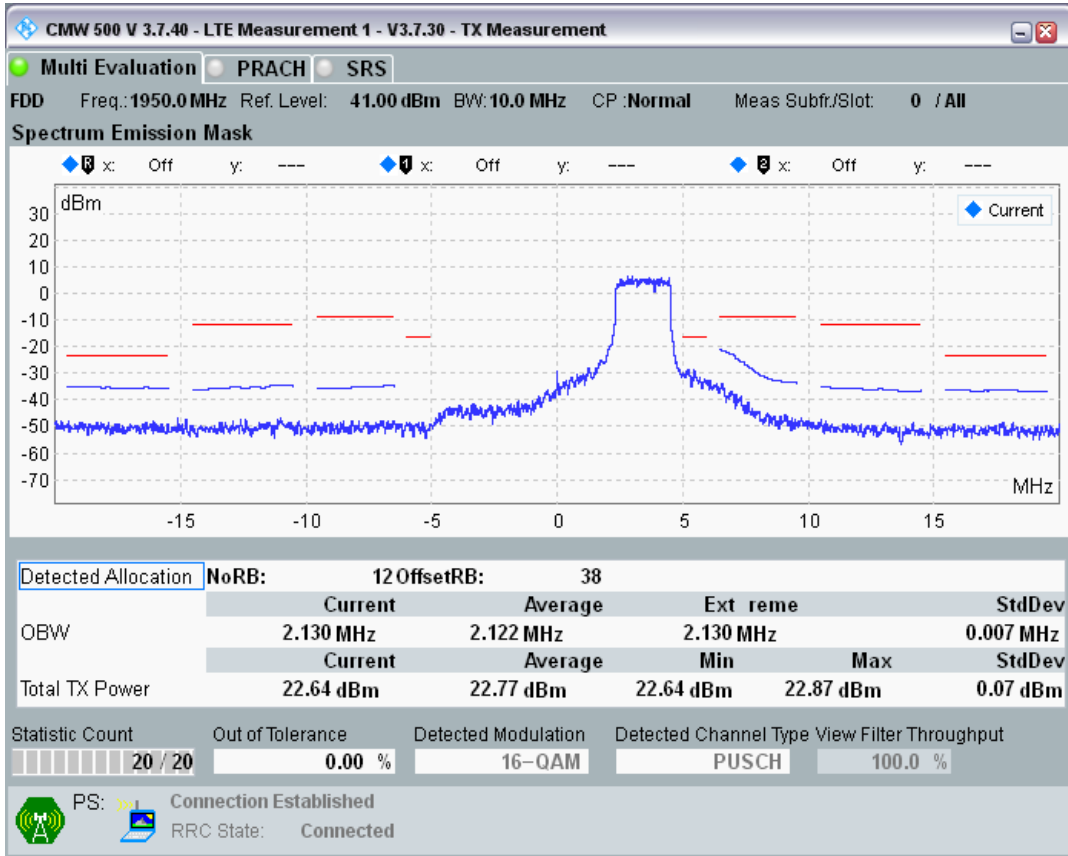 CMW 500 V 3.7.40 - LTE Measurement 1 - V3.7.30 - TX Measurement
Multi Evaluation PRACH SRS
FDD Freq.: 1950.0 MHz Ref. Level: 41.00 dBm BW: 10.0 MHz CP :Normal Meas Subfr./Slot: 0 / All
Spectrum Emission Mask
R x: Off y: --- 1 x: Off y: --- 2 x: Off y: ---
dBm
Current
30
20
10
0
-10
-20
-30
-40
-50
-60
-70
MHz
-15 -10 -5 0 5 10 15
Detected Allocation NoRB: 12 OffsetRB: 38
Current Average Ext reme StdDev
OBW 2.130 MHz 2.122 MHz 2.130 MHz 0.007 MHz
Current Average Min Max StdDev
Total TX Power 22.64 dBm 22.77 dBm 22.64 dBm 22.87 dBm 0.07 dBm
Statistic Count Out of Tolerance Detected Modulation Detected Channel Type View Filter Throughput
20 / 20 0.00 % 16-QAM PUSCH 100.0 %
PS: Connection Established
RRC State: Connected